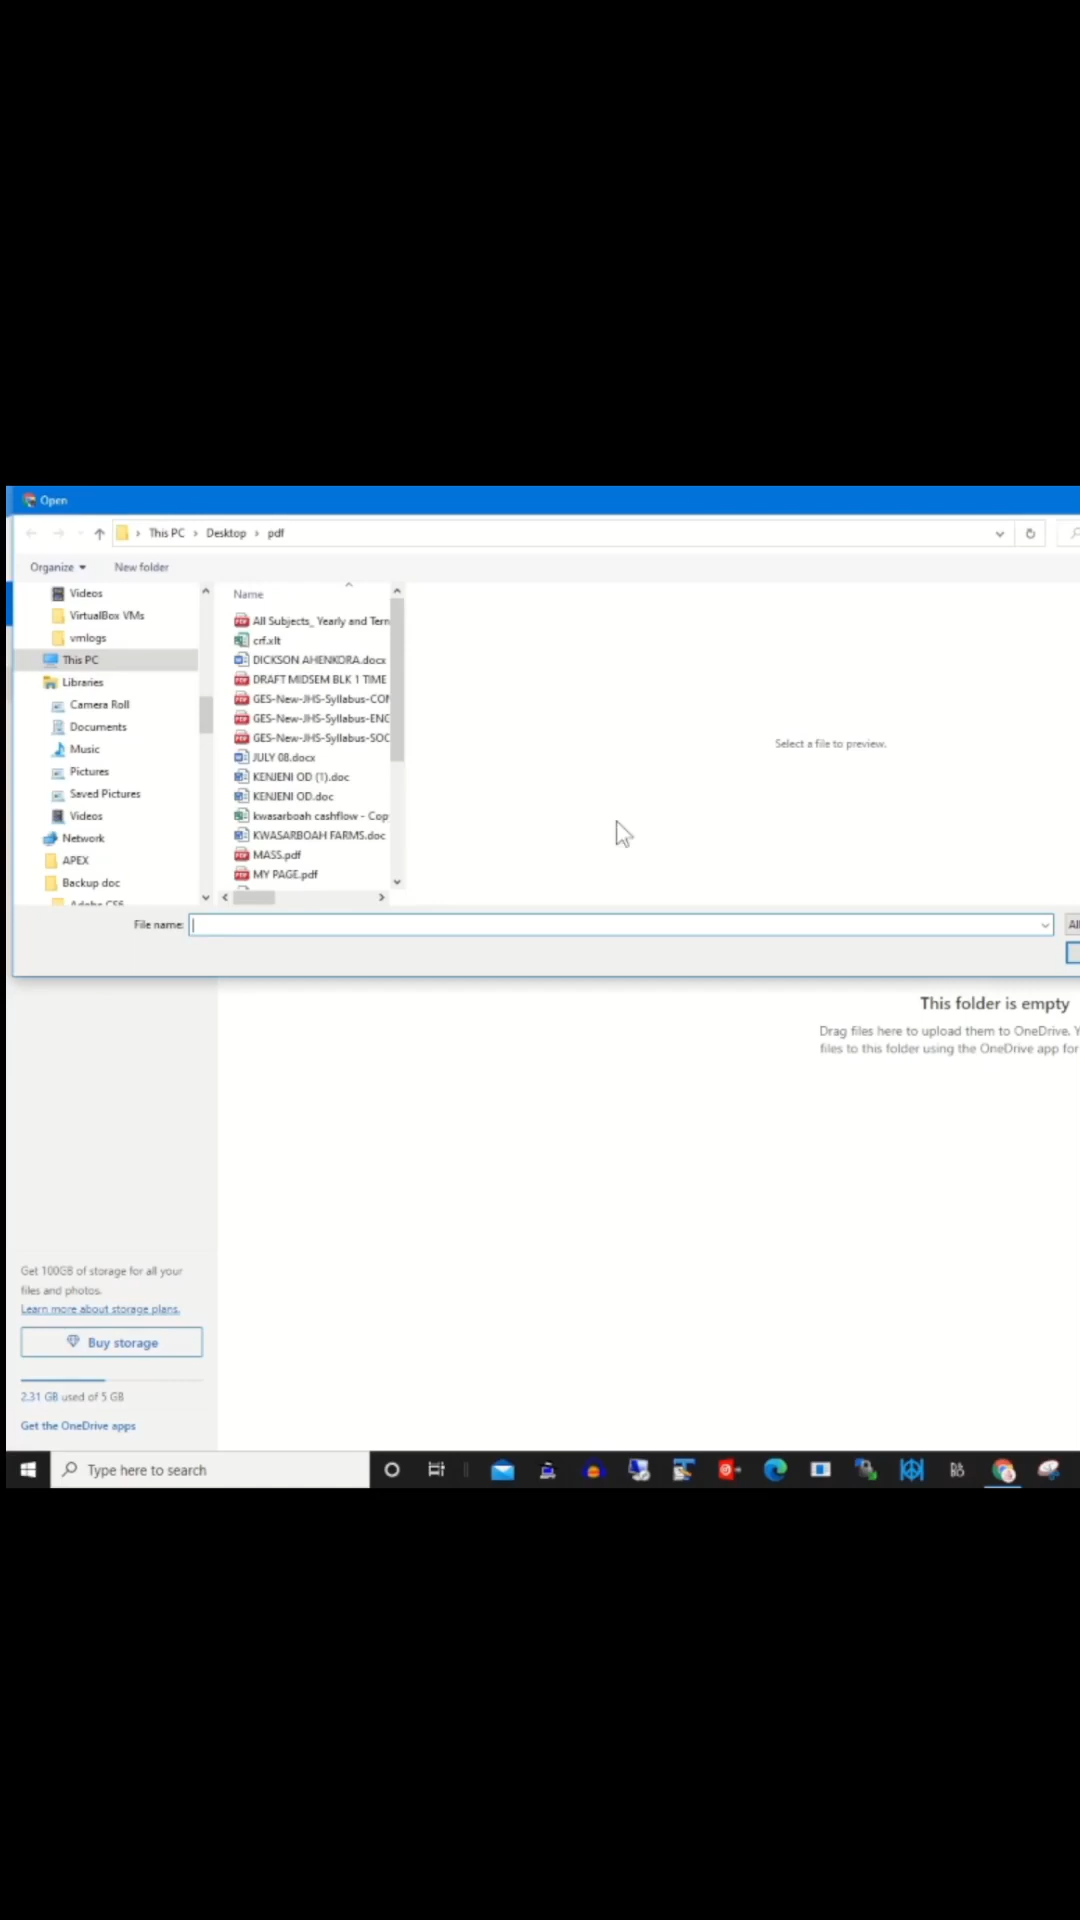 Open
This PC › Desktop › pdf
Organize
New folder
Videos
VirtualBox VMs
vmlogs
This PC
Libraries
Camera Roll
Documents
Music
Pictures
Saved Pictures
Videos
Network
APEX
Backup doc
Adobe CS6
Name
All Subjects_ Yearly and Tern
crf.xlt
DICKSON AHENKORA.docx
DRAFT MIDSEM BLK 1 TIME
GES-New-JHS-Syllabus-CON
GES-New-JHS-Syllabus-ENG
GES-New-JHS-Syllabus-SOC
JULY 08.docx
KENJENI OD (1).doc
KENJENI OD.doc
kwasarboah cashflow - Cop
KWASARBOAH FARMS.doc
MASS.pdf
MY PAGE.pdf
Select a file to preview.
File name:
All
This folder is empty
Drag files here to upload them to OneDrive. Y
files to this folder using the OneDrive app for
Get 100GB of storage for all your
files and photos.
Learn more about storage plans.
Buy storage
2.31 GB used of 5 GB
Get the OneDrive apps
Type here to search